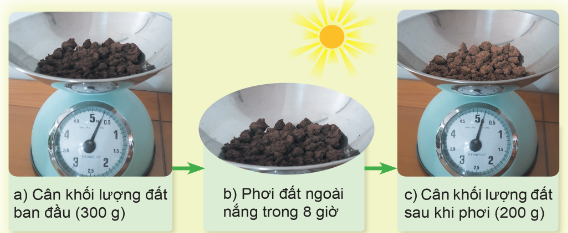 a) Cân khối lượng đất
ban đầu (300 g)
b) Phơi đất ngoài
nắng trong 8 giờ
c) Cân khối lượng đất
sau khi phơi (200 g)